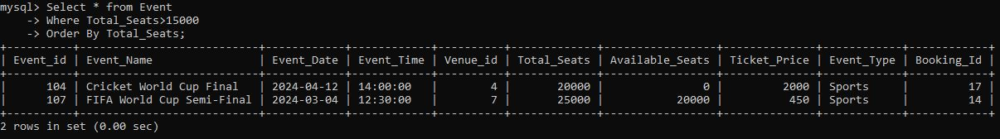 mysql> Select * from Event
    -> Where Total_Seats>15000
    -> Order By Total_Seats;
+----------+---------------------------+------------+------------+----------+-------------+-----------------+--------------+------------+------------+
| Event_id | Event_Name                | Event_Date | Event_Time | Venue_id | Total_Seats | Available_Seats | Ticket_Price | Event_Type | Booking_Id |
+----------+---------------------------+------------+------------+----------+-------------+-----------------+--------------+------------+------------+
|      104 | Cricket World Cup Final   | 2024-04-12 | 14:00:00   |        4 |       20000 |               0 |         2000 | Sports     |         17 |
|      107 | FIFA World Cup Semi-Final | 2024-03-04 | 12:30:00   |        7 |       25000 |           20000 |          450 | Sports     |         14 |
+----------+---------------------------+------------+------------+----------+-------------+-----------------+--------------+------------+------------+
2 rows in set (0.00 sec)